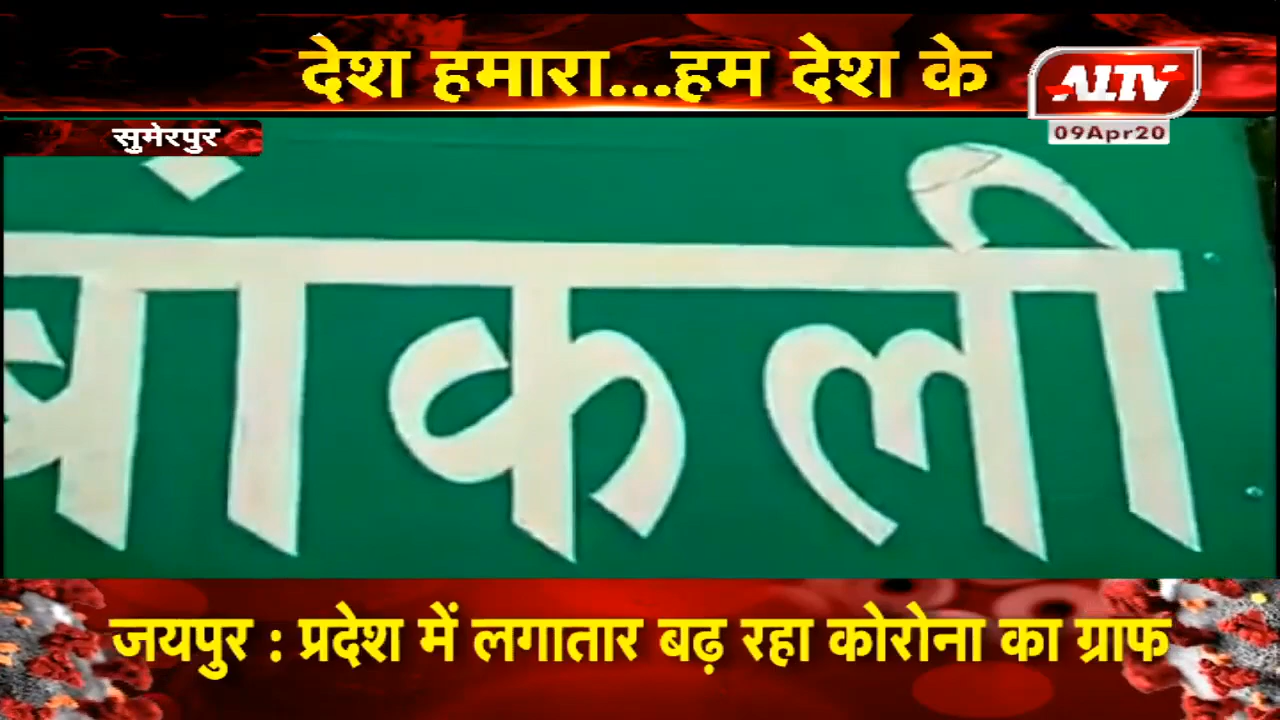 देश हमारा...हम देश के
ALTV
09Apr20
सुमेरपुर
बांकली
जयपुर : प्रदेश में लगातार बढ़ रहा कोरोना का ग्राफ